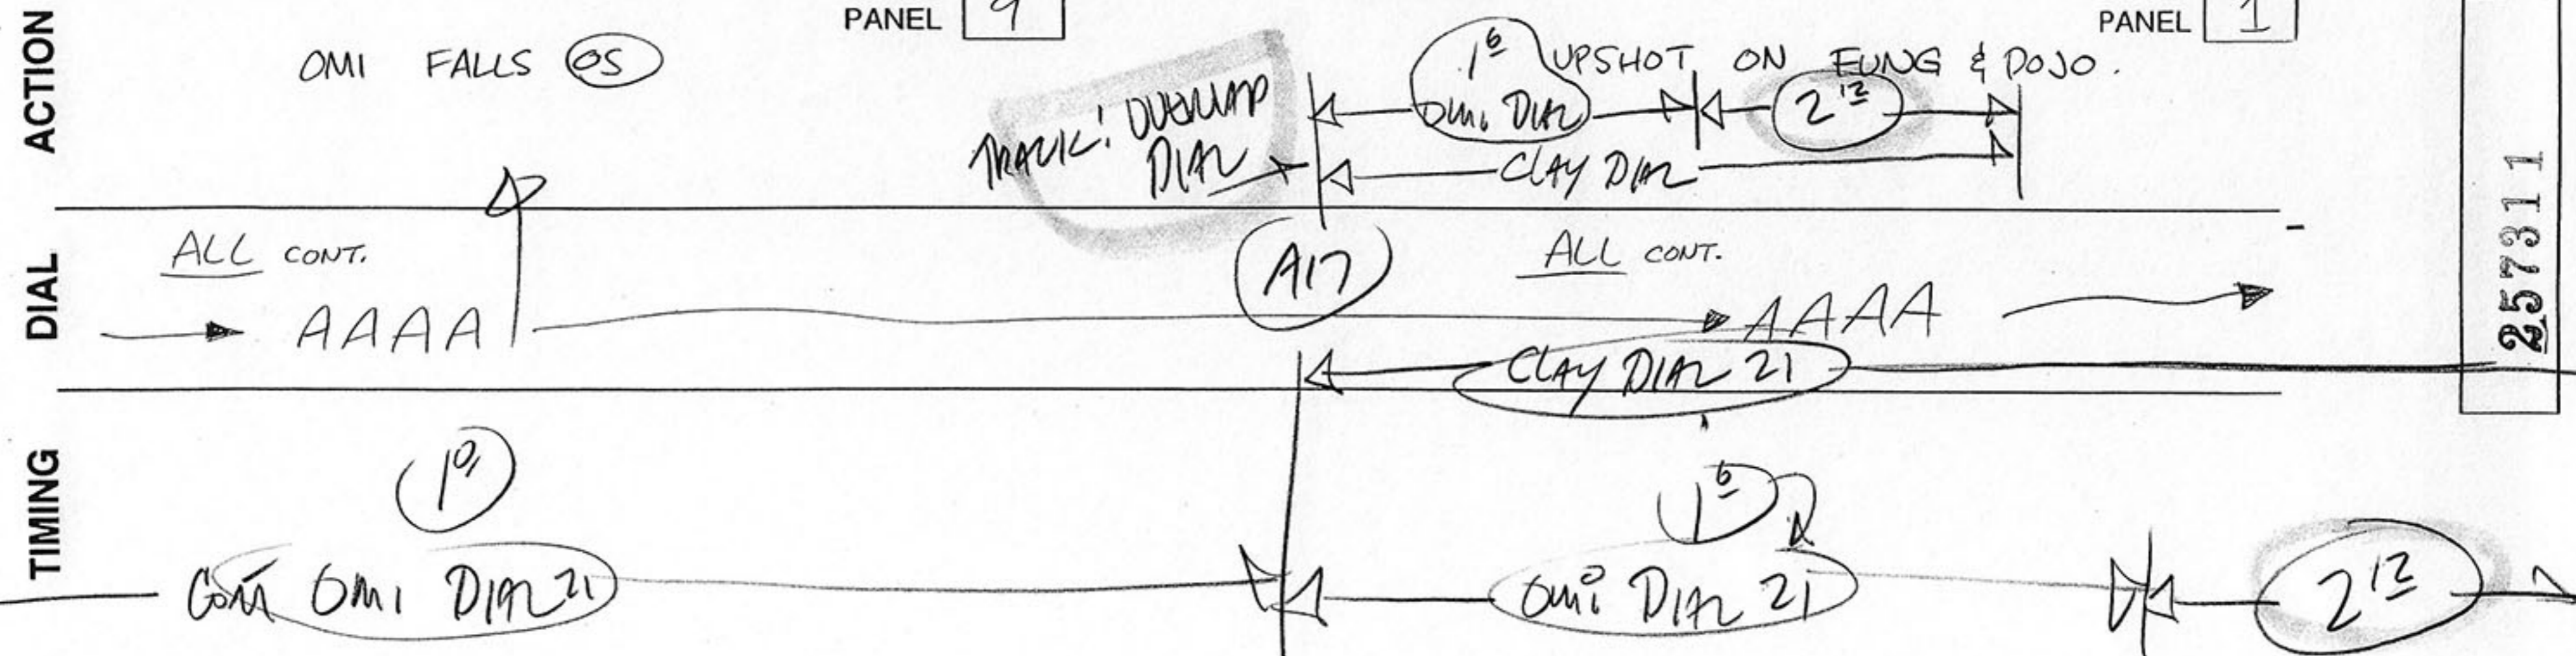 PANEL 9
PANEL 1
ACTION
OMI FALLS OS
TRACK! OVERLAP
DIAL
1 6
OMI DIAL
UPSHOT ON FUNG & DOJO.
2 12
CLAY DIAL
DIAL
ALL CONT.
AAAA
A17
ALL CONT.
AAAA
CLAY DIAL 21
257311
TIMING
1 0
CONT OMI DIAL 21
1 6
OMI DIAL 21
2 12